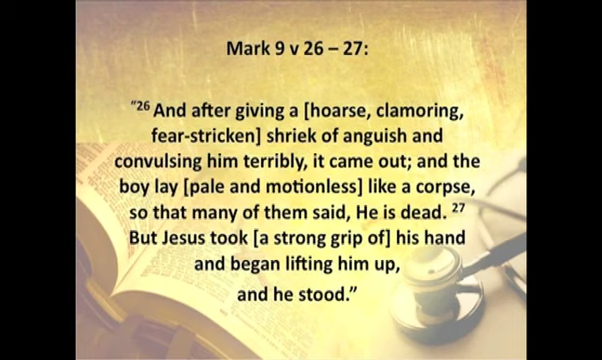 Mark 9 v 26 – 27:
“26 And after giving a [hoarse, clamoring,
fear-stricken] shriek of anguish and
convulsing him terribly, it came out; and the
boy lay [pale and motionless] like a corpse,
so that many of them said, He is dead. 27
But Jesus took [a strong grip of] his hand
and began lifting him up,
and he stood.”